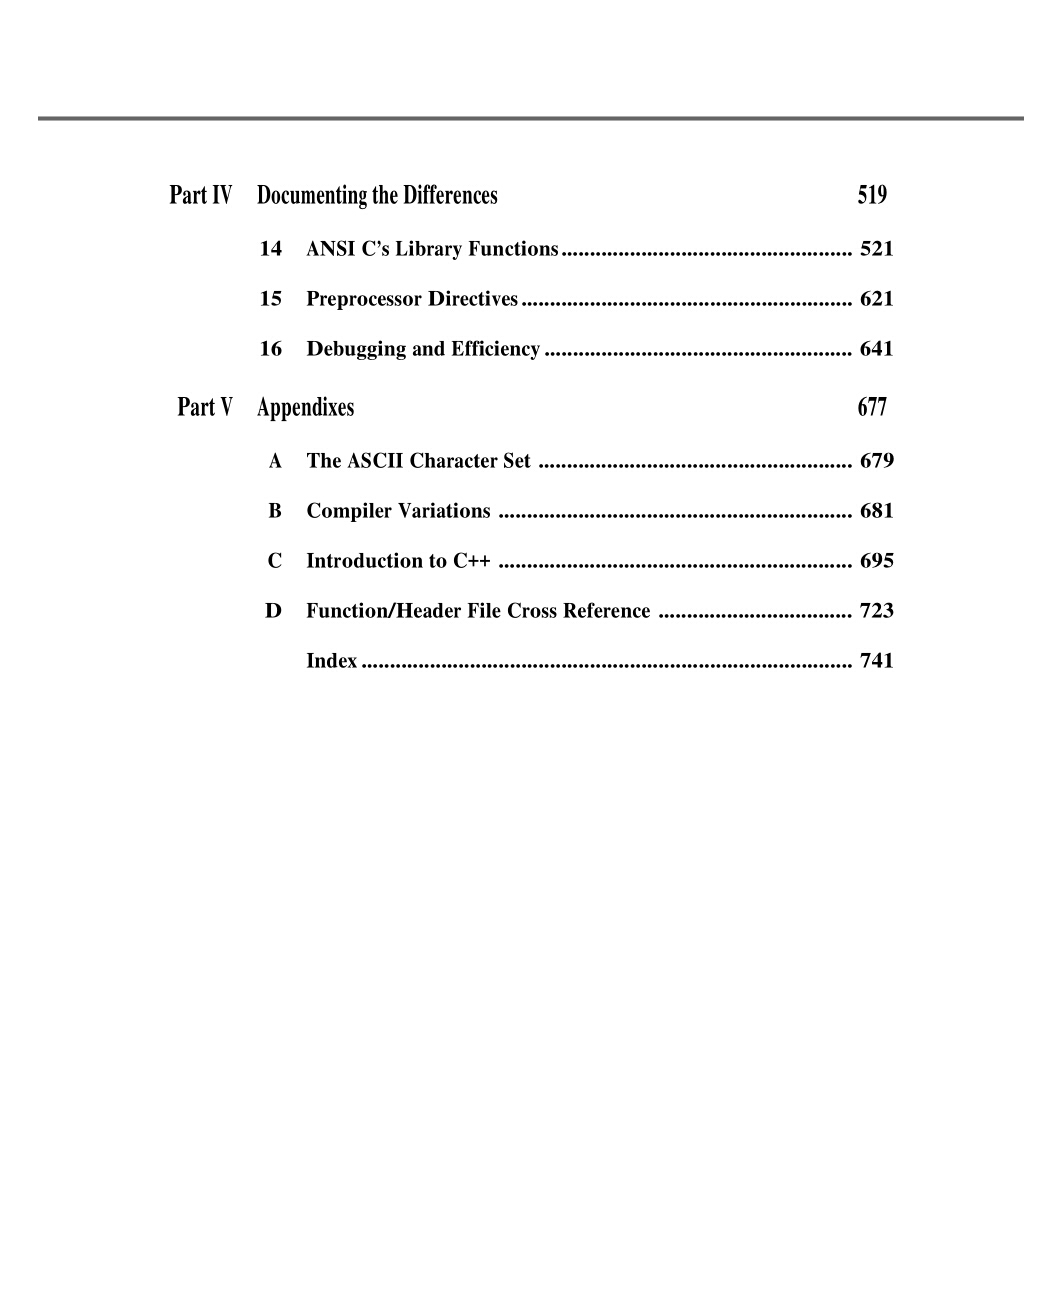 Part IV Documenting the Differences 519
14 ANSI C’s Library Functions .................................................... 521
15 Preprocessor Directives ........................................................... 621
16 Debugging and Efficiency ....................................................... 641
Part V Appendixes 677
A The ASCII Character Set ........................................................ 679
B Compiler Variations ............................................................... 681
C Introduction to C++ ............................................................... 695
D Function/Header File Cross Reference ................................... 723
Index ....................................................................................... 741